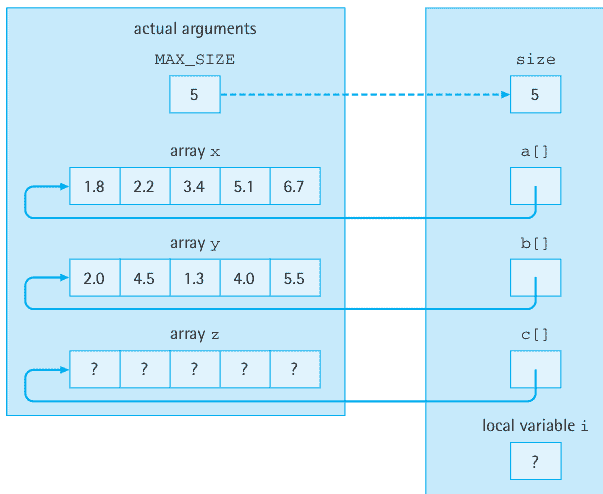 actual arguments
MAX_SIZE
size
5
5
array x
a[]
1.8 2.2 3.4 5.1 6.7
array y
b[]
2.0 4.5 1.3 4.0 5.5
array z
c[]
? ? ? ? ?
local variable i
?